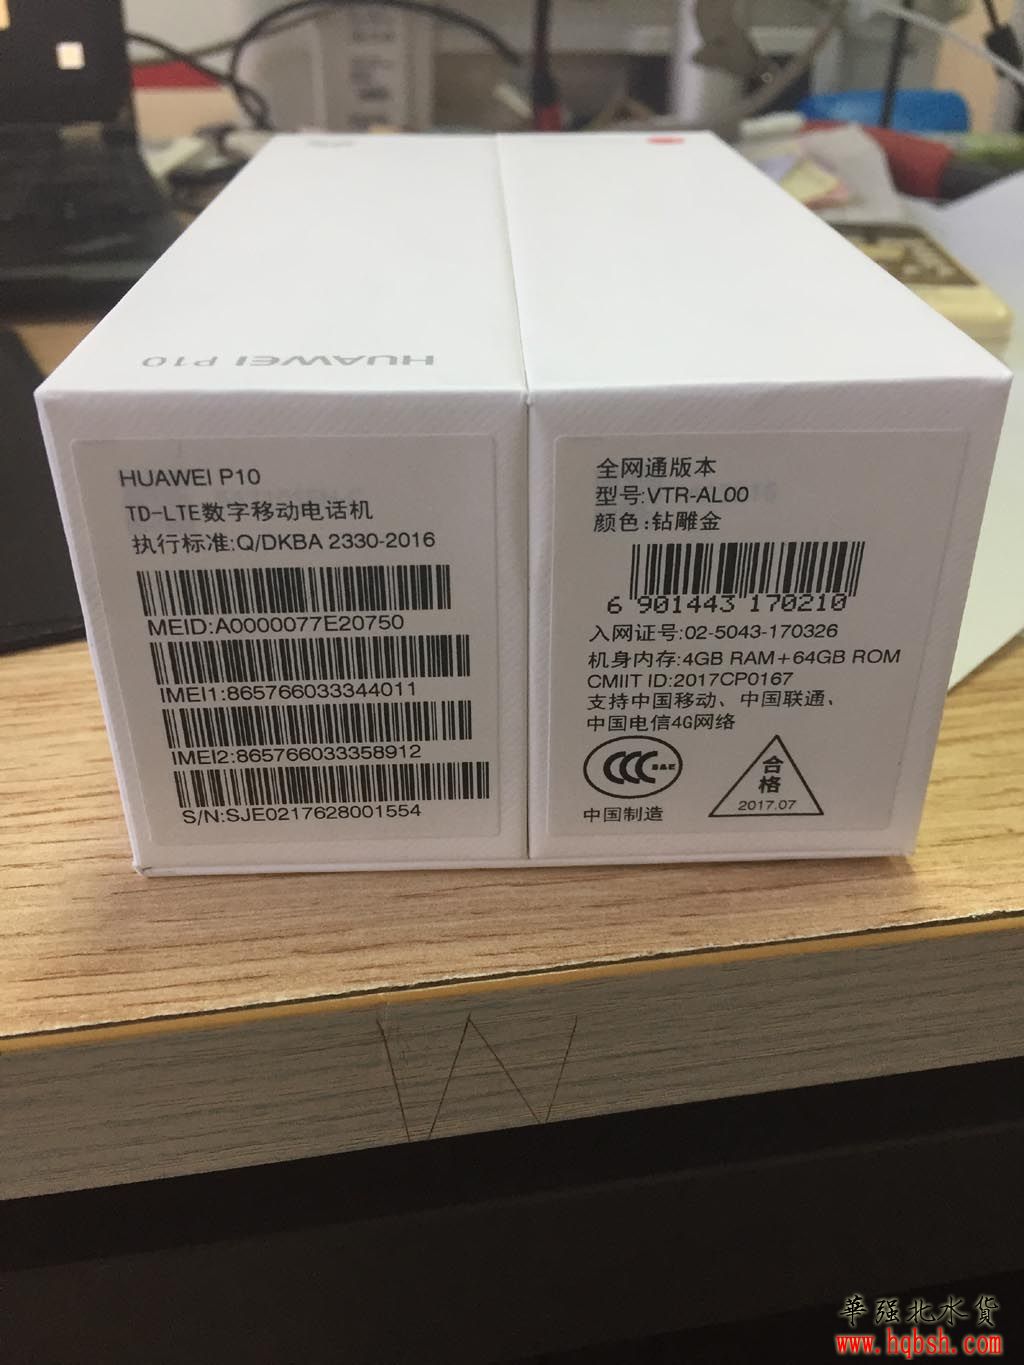 HUAWEI P10
HUAWEI P10
TD-LTE数字移动电话机
执行标准:Q/DKBA 2330-2016
MEID:A0000077E20750
IMEI1:865766033344011
IMEI2:865766033358912
S/N:SJE0217628001554
全网通版本
型号:VTR-AL00
颜色:钻雕金
6 901443 170210
入网证号:02-5043-170326
机身内存:4GB RAM+64GB ROM
CMIIT ID:2017CP0167
支持中国移动、中国联通、
中国电信4G网络
CCC S&E
中国制造
合格
2017.07
華强北水货
www.hqbsh.com